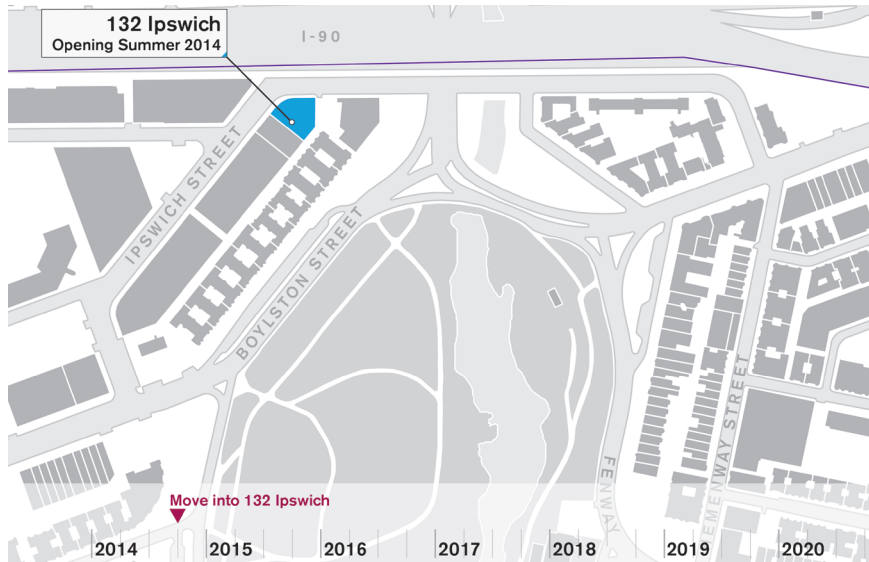 132 Ipswich
Opening Summer 2014
I-90
IPSWICH STREET
BOYLSTON STREET
FENWAY
HEMENWAY STREET
Move into 132 Ipswich
2014
2015
2016
2017
2018
2019
2020